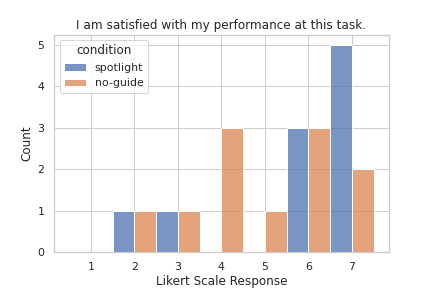 I am satisfied with my performance at this task.
condition
spotlight
no-guide
5
4
3
2
1
0
Count
1 2 3 4 5 6 7
Likert Scale Response